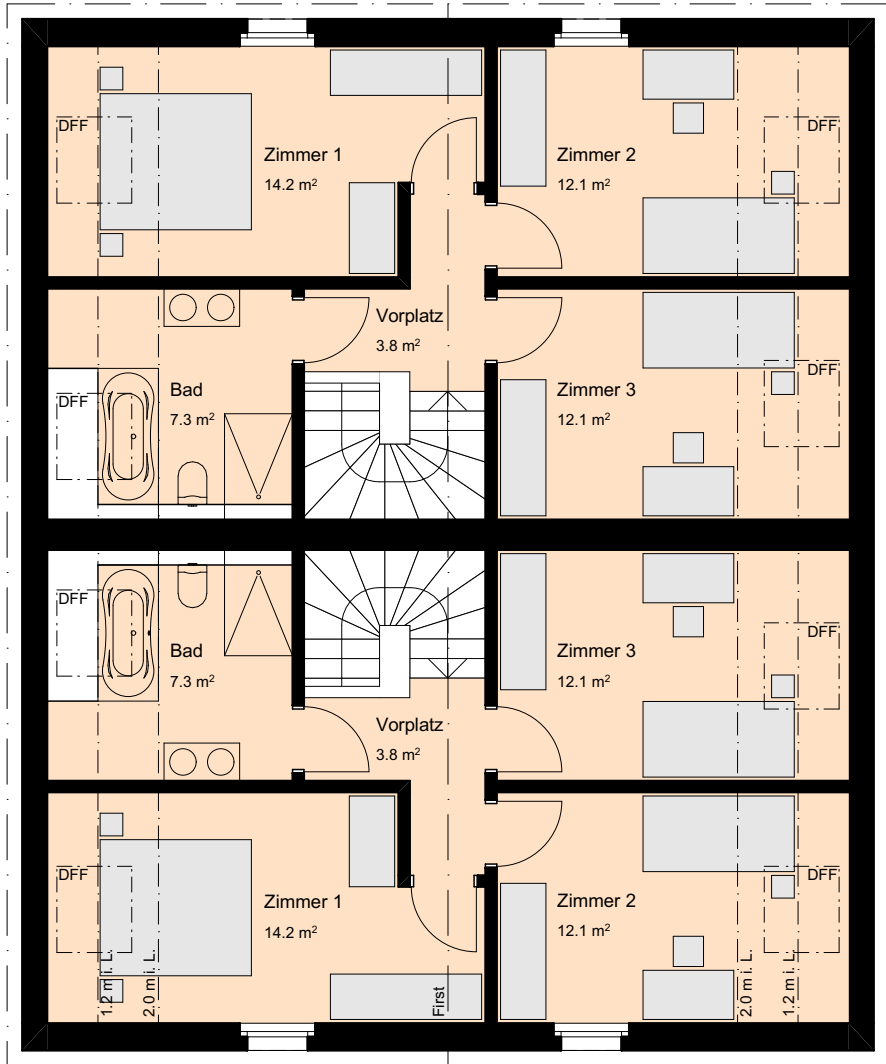 DFF
DFF
Zimmer 1
14.2 m²
Zimmer 2
12.1 m²
Vorplatz
3.8 m²
DFF
DFF
Bad
7.3 m²
Zimmer 3
12.1 m²
DFF
DFF
Bad
7.3 m²
Zimmer 3
12.1 m²
Vorplatz
3.8 m²
DFF
DFF
Zimmer 1
14.2 m²
Zimmer 2
12.1 m²
1.2 m i. L.
2.0 m i. L.
First
2.0 m i. L.
1.2 m i. L.